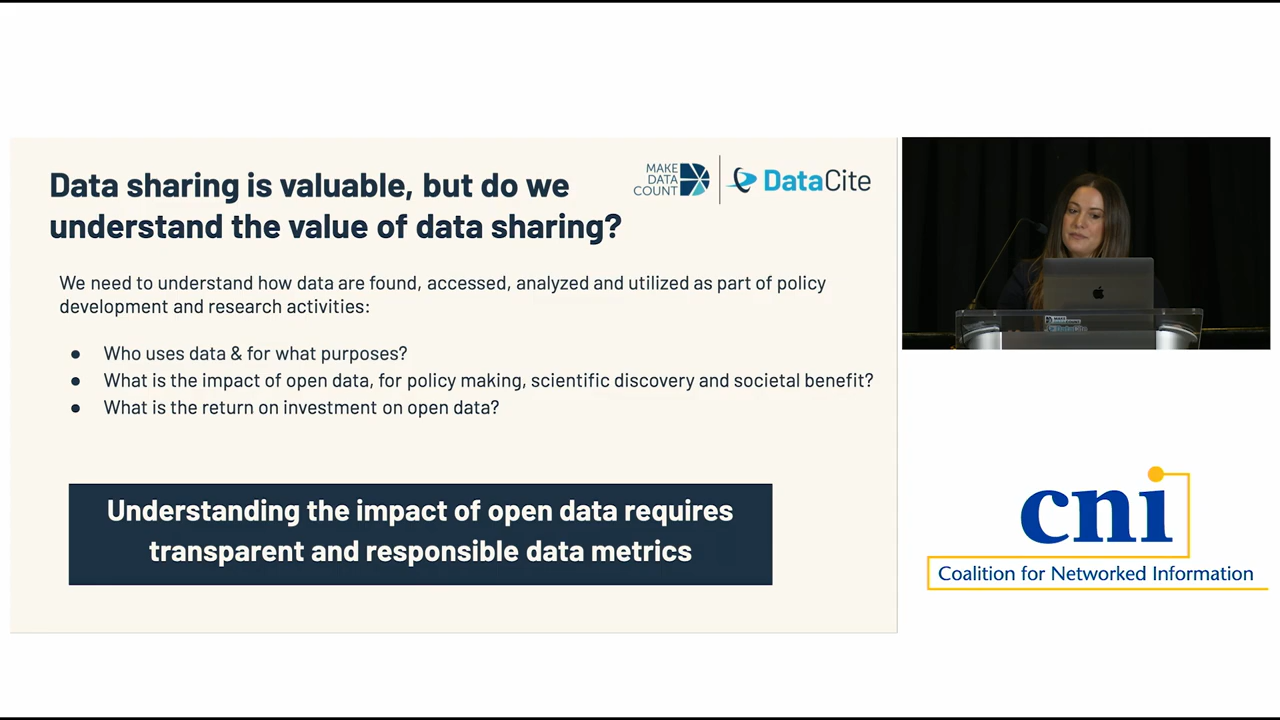 Data sharing is valuable, but do we
understand the value of data sharing?
MAKE
DATA
COUNT
DataCite
We need to understand how data are found, accessed, analyzed and utilized as part of policy
development and research activities:
● Who uses data & for what purposes?
● What is the impact of open data, for policy making, scientific discovery and societal benefit?
● What is the return on investment on open data?
Understanding the impact of open data requires
transparent and responsible data metrics
cni
Coalition for Networked Information